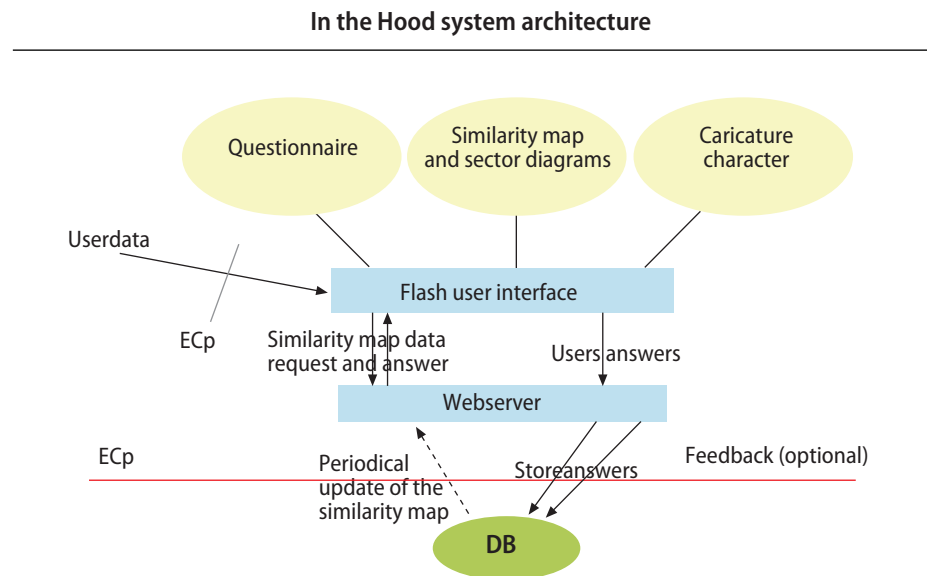 In the Hood system architecture
Questionnaire
Similarity map
and sector diagrams
Caricature
character
Userdata
ECp
Flash user interface
Similarity map data
request and answer
Users answers
Webserver
ECp
Periodical
update of the
similarity map
Storeanswers
Feedback (optional)
DB